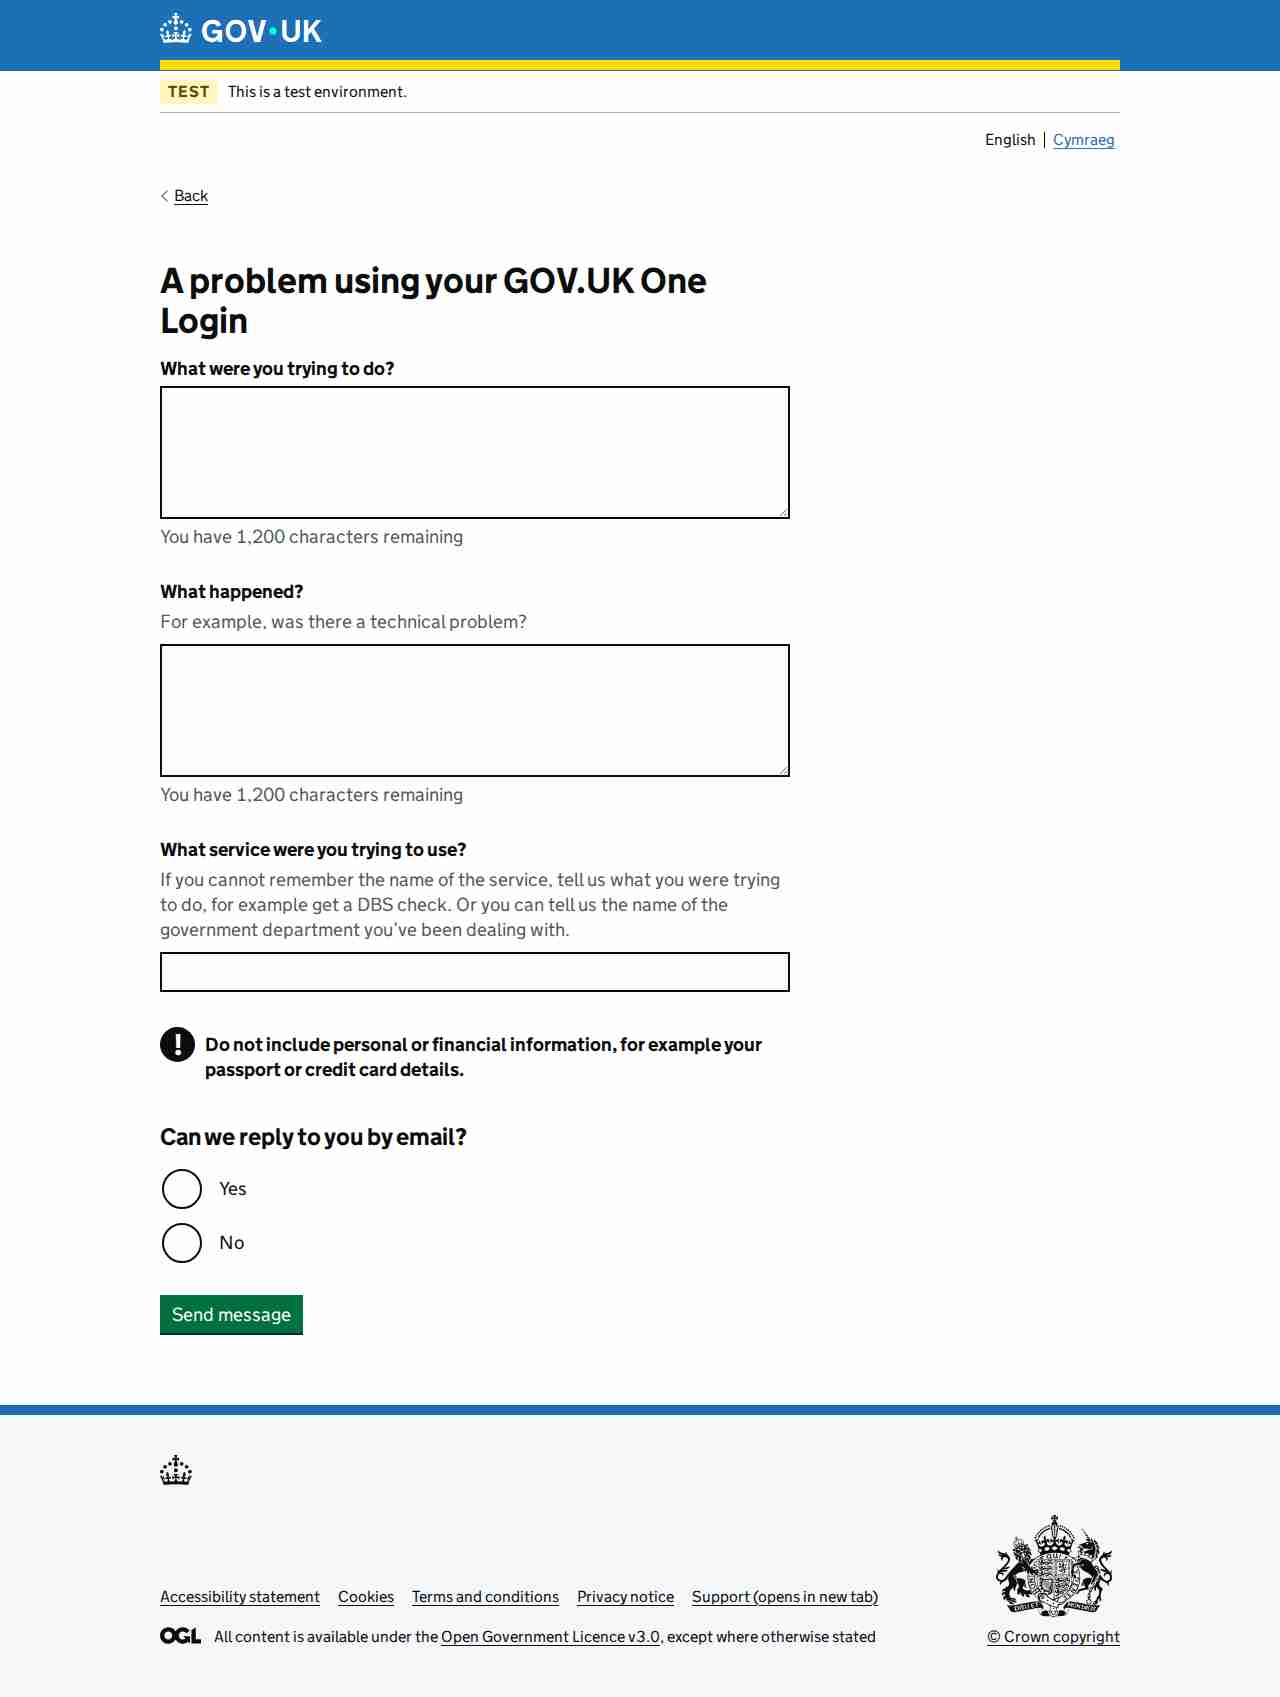 GOV•UK
TEST This is a test environment.
English | Cymraeg
Back
A problem using your GOV.UK One
Login
What were you trying to do?
You have 1,200 characters remaining
What happened?
For example, was there a technical problem?
You have 1,200 characters remaining
What service were you trying to use?
If you cannot remember the name of the service, tell us what you were trying
to do, for example get a DBS check. Or you can tell us the name of the
government department you’ve been dealing with.
! Do not include personal or financial information, for example your
passport or credit card details.
Can we reply to you by email?
Yes
No
Send message
Accessibility statement Cookies Terms and conditions Privacy notice Support (opens in new tab)
OGL All content is available under the Open Government Licence v3.0, except where otherwise stated
© Crown copyright